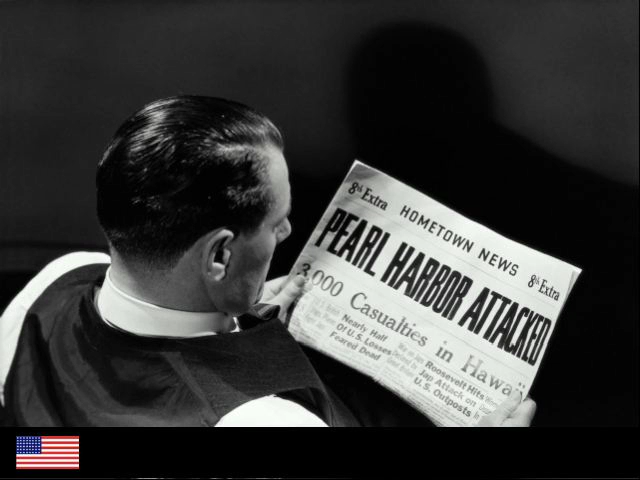 8th Extra
HOMETOWN NEWS
8th Extra
PEARL HARBOR ATTACKED
3,000 Casualties in Hawaii
Nearly Half
Of U.S. Losses
Feared Dead
Roosevelt Hits
Jap Attack on
U.S. Outposts